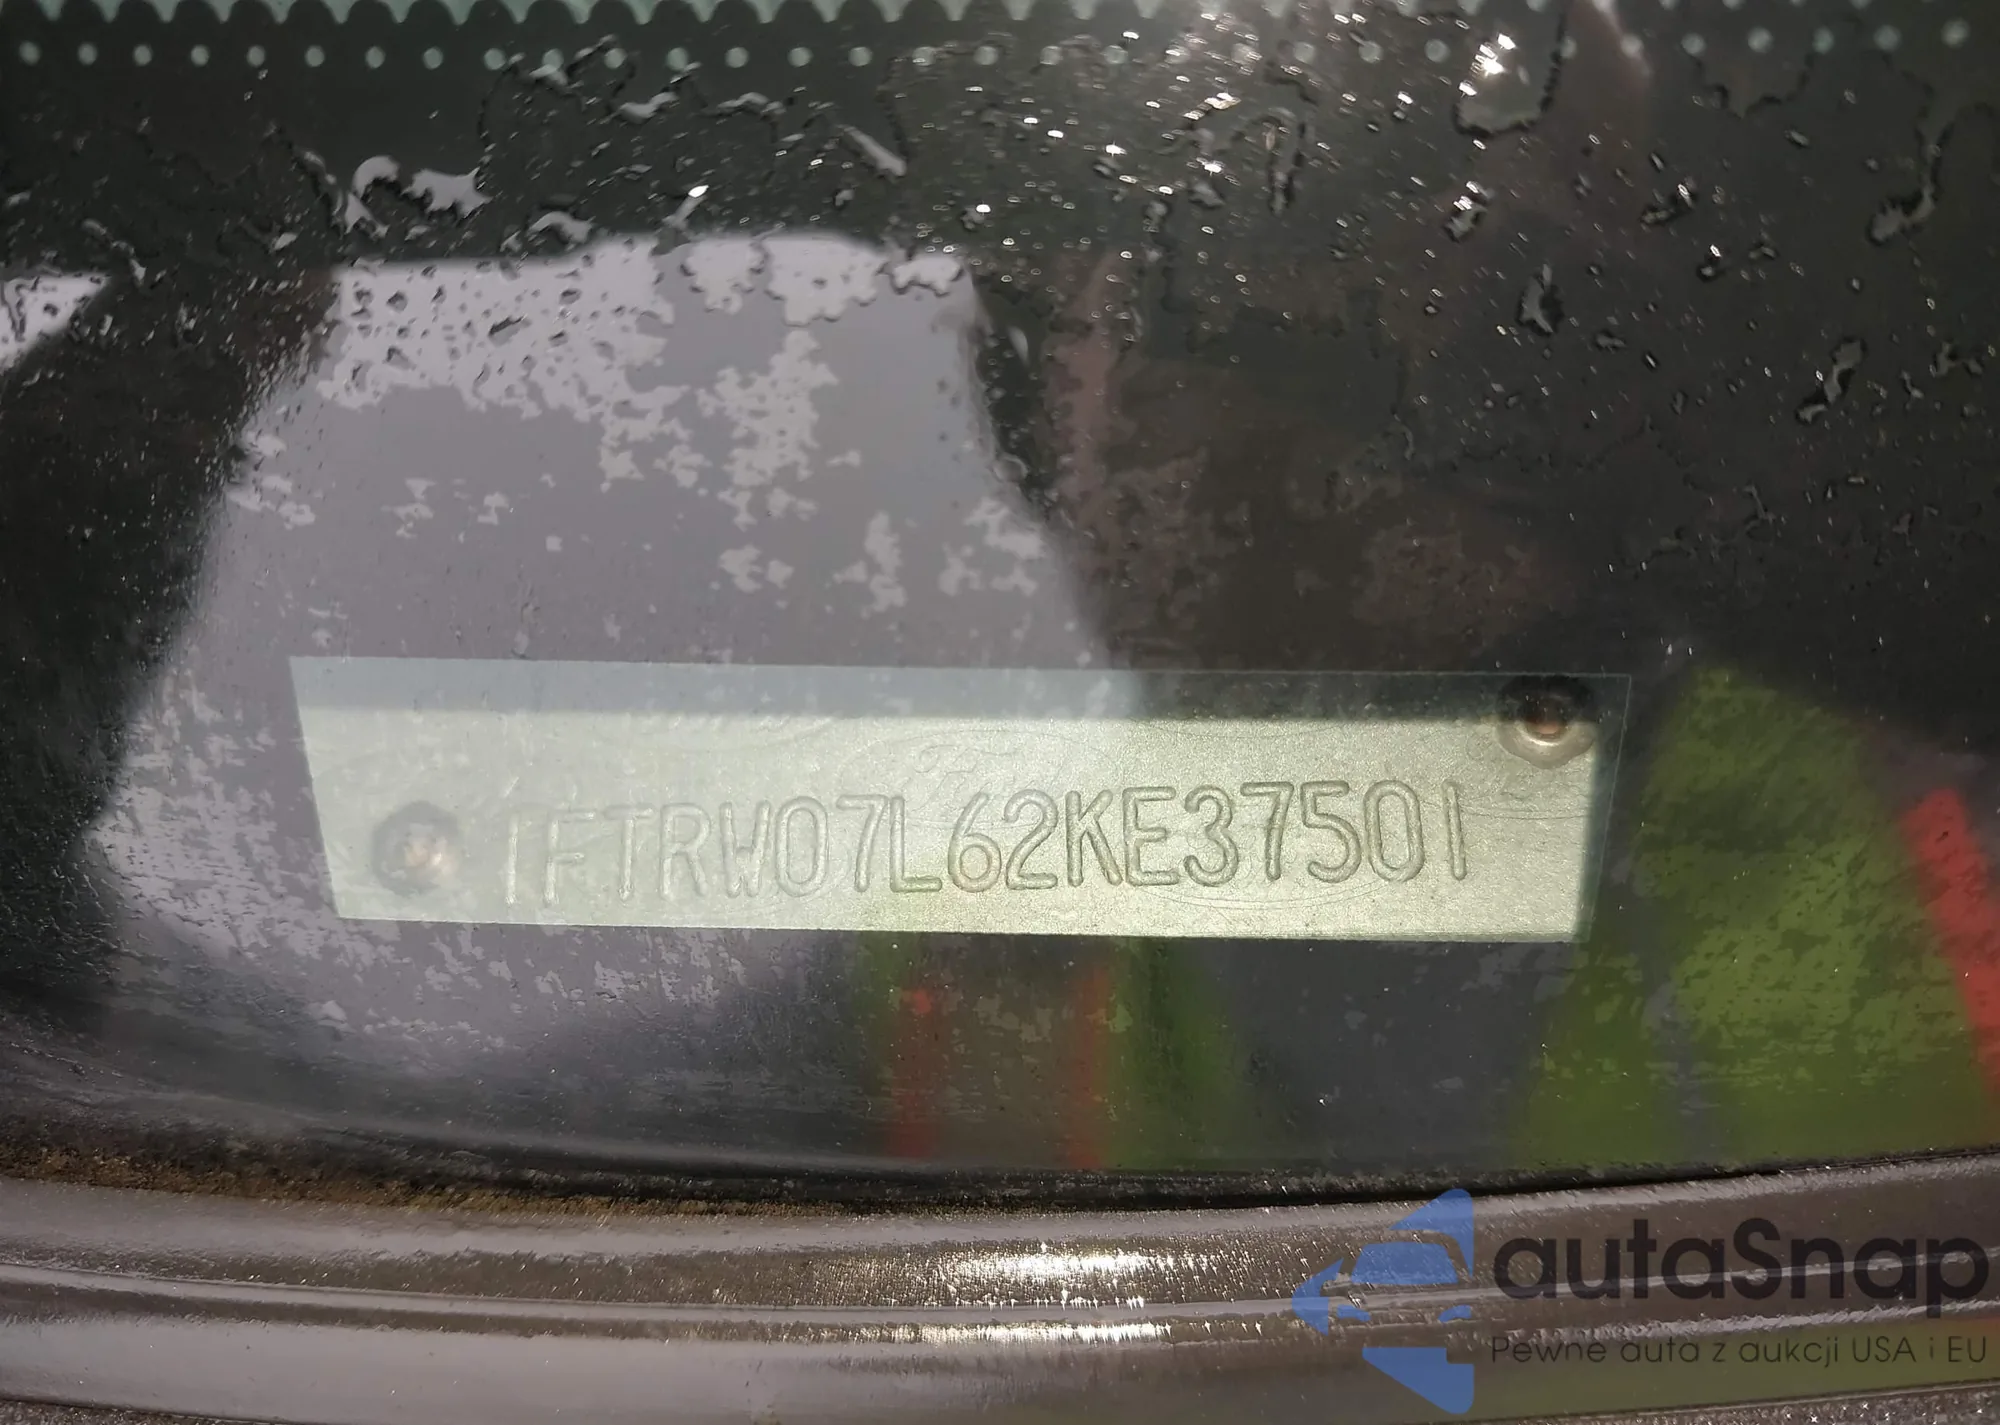 1FTRW07L62KE37501
autaSnap
Pewne auta z aukcji USA i EU